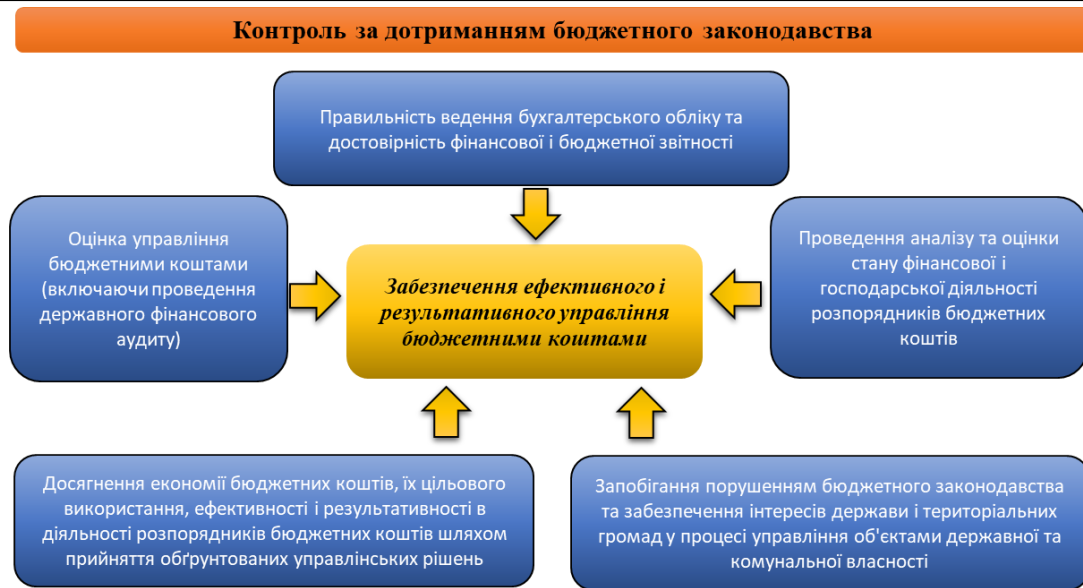 Контроль за дотриманням бюджетного законодавства
Правильність ведення бухгалтерського обліку та
достовірність фінансової і бюджетної звітності
Оцінка управління
бюджетними коштами
(включаючи проведення
державного фінансового
аудиту)
Забезпечення ефективного і
результативного управління
бюджетними коштами
Проведення аналізу та оцінки
стану фінансової і
господарської діяльності
розпорядників бюджетних
коштів
Досягнення економії бюджетних коштів, їх цільового
використання, ефективності і результативності в
діяльності розпорядників бюджетних коштів шляхом
прийняття обґрунтованих управлінських рішень
Запобігання порушенням бюджетного законодавства
та забезпечення інтересів держави і територіальних
громад у процесі управління об'єктами державної та
комунальної власності